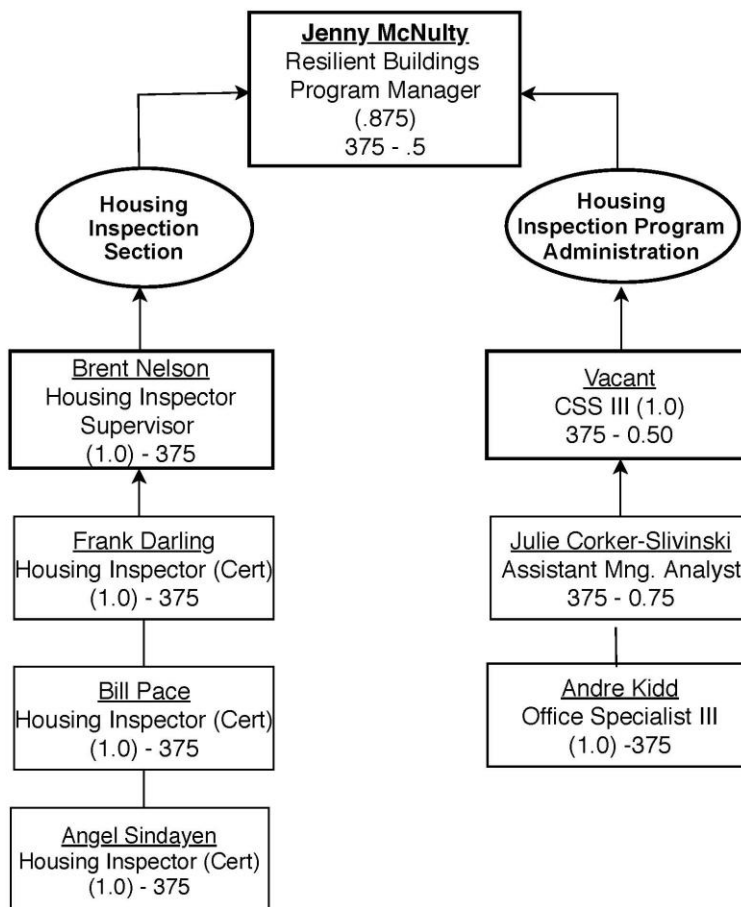 Jenny McNulty
Resilient Buildings
Program Manager
(.875)
375 - .5
Housing
Inspection
Section
Housing
Inspection Program
Administration
Brent Nelson
Housing Inspector
Supervisor
(1.0) - 375
Vacant
CSS III (1.0)
375 - 0.50
Frank Darling
Housing Inspector (Cert)
(1.0) - 375
Julie Corker-Slivinski
Assistant Mng. Analyst
375 - 0.75
Bill Pace
Housing Inspector (Cert)
(1.0) - 375
Andre Kidd
Office Specialist III
(1.0) -375
Angel Sindayen
Housing Inspector (Cert)
(1.0) - 375